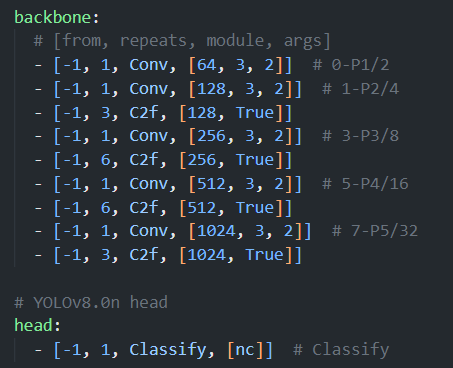 backbone:
  # [from, repeats, module, args]
  - [-1, 1, Conv, [64, 3, 2]]  # 0-P1/2
  - [-1, 1, Conv, [128, 3, 2]]  # 1-P2/4
  - [-1, 3, C2f, [128, True]]
  - [-1, 1, Conv, [256, 3, 2]]  # 3-P3/8
  - [-1, 6, C2f, [256, True]]
  - [-1, 1, Conv, [512, 3, 2]]  # 5-P4/16
  - [-1, 6, C2f, [512, True]]
  - [-1, 1, Conv, [1024, 3, 2]]  # 7-P5/32
  - [-1, 3, C2f, [1024, True]]

# YOLOv8.0n head
head:
  - [-1, 1, Classify, [nc]]  # Classify